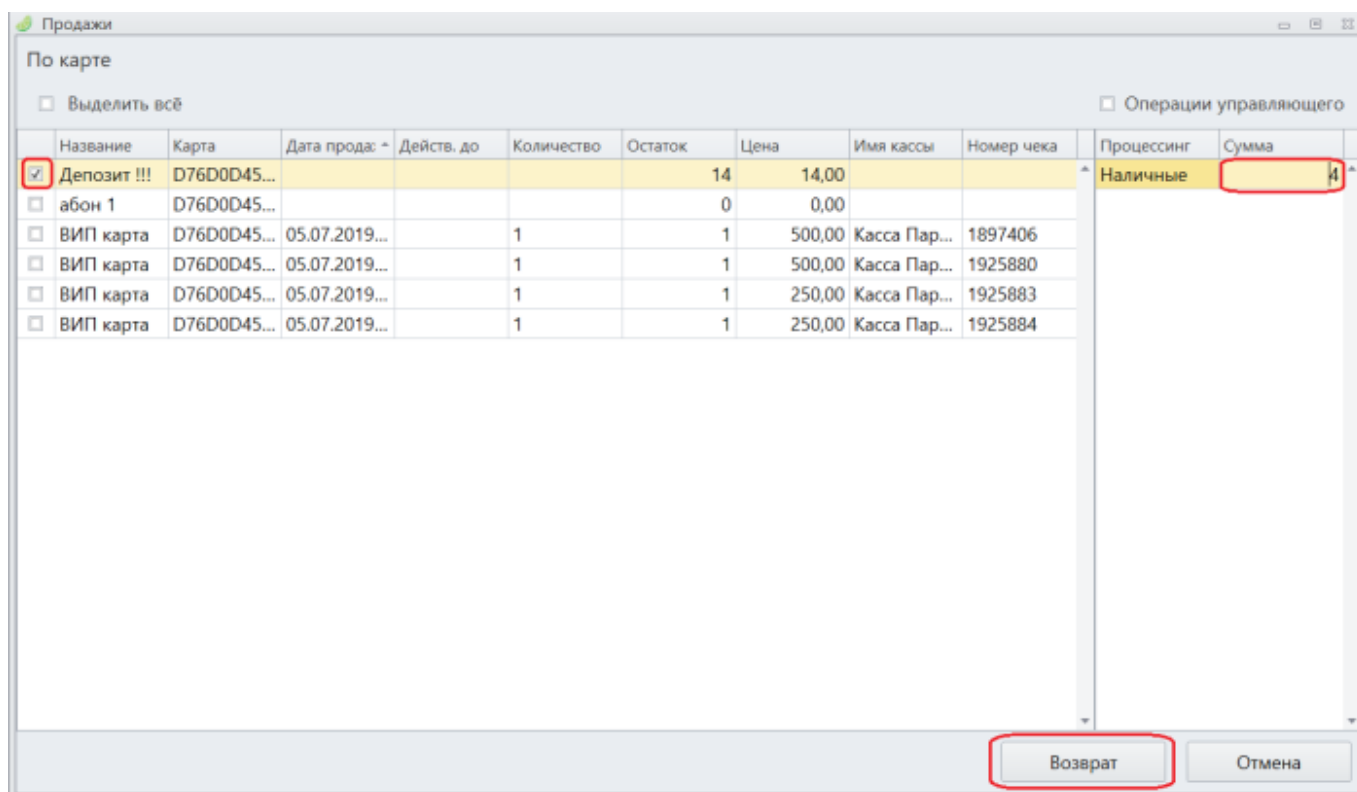 Продажи
По карте
Выделить всё Операции управляющего
Название Карта Дата прода: Действ. до Количество Остаток Цена Имя кассы Номер чека Процессинг Сумма
Депозит !!! D76D0D45... 14 14,00 Наличные 4
абон 1 D76D0D45... 0 0,00
ВИП карта D76D0D45... 05.07.2019... 1 1 500,00 Касса Пар... 1897406
ВИП карта D76D0D45... 05.07.2019... 1 1 500,00 Касса Пар... 1925880
ВИП карта D76D0D45... 05.07.2019... 1 1 250,00 Касса Пар... 1925883
ВИП карта D76D0D45... 05.07.2019... 1 1 250,00 Касса Пар... 1925884
Возврат Отмена